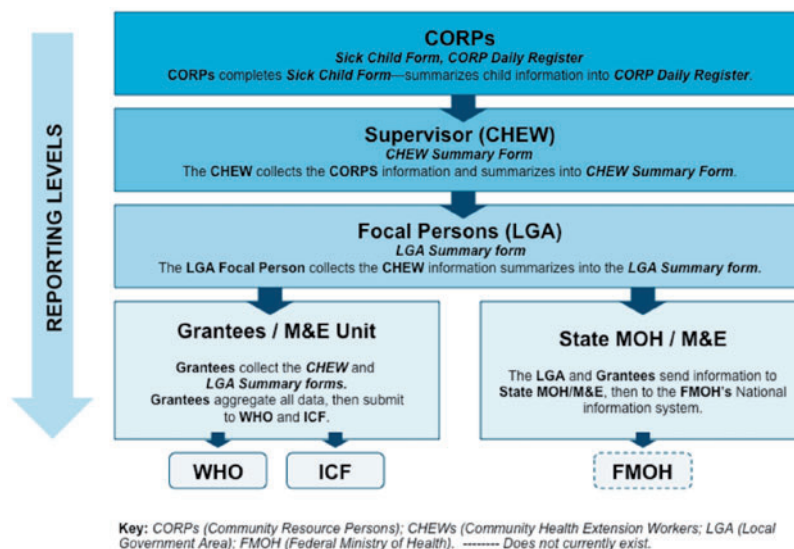 REPORTING LEVELS
CORPs
Sick Child Form, CORP Daily Register
CORPs completes Sick Child Form—summarizes child information into CORP Daily Register.
Supervisor (CHEW)
CHEW Summary Form
The CHEW collects the CORPS information and summarizes into CHEW Summary Form.
Focal Persons (LGA)
LGA Summary form
The LGA Focal Person collects the CHEW information summarizes into the LGA Summary form.
Grantees / M&E Unit
Grantees collect the CHEW and
LGA Summary forms.
Grantees aggregate all data, then submit
to WHO and ICF.
WHO
ICF
State MOH / M&E
The LGA and Grantees send information to
State MOH/M&E, then to the FMOH's National
information system.
FMOH
Key: CORPs (Community Resource Persons); CHEWs (Community Health Extension Workers; LGA (Local
Government Area); FMOH (Federal Ministry of Health). -------- Does not currently exist.